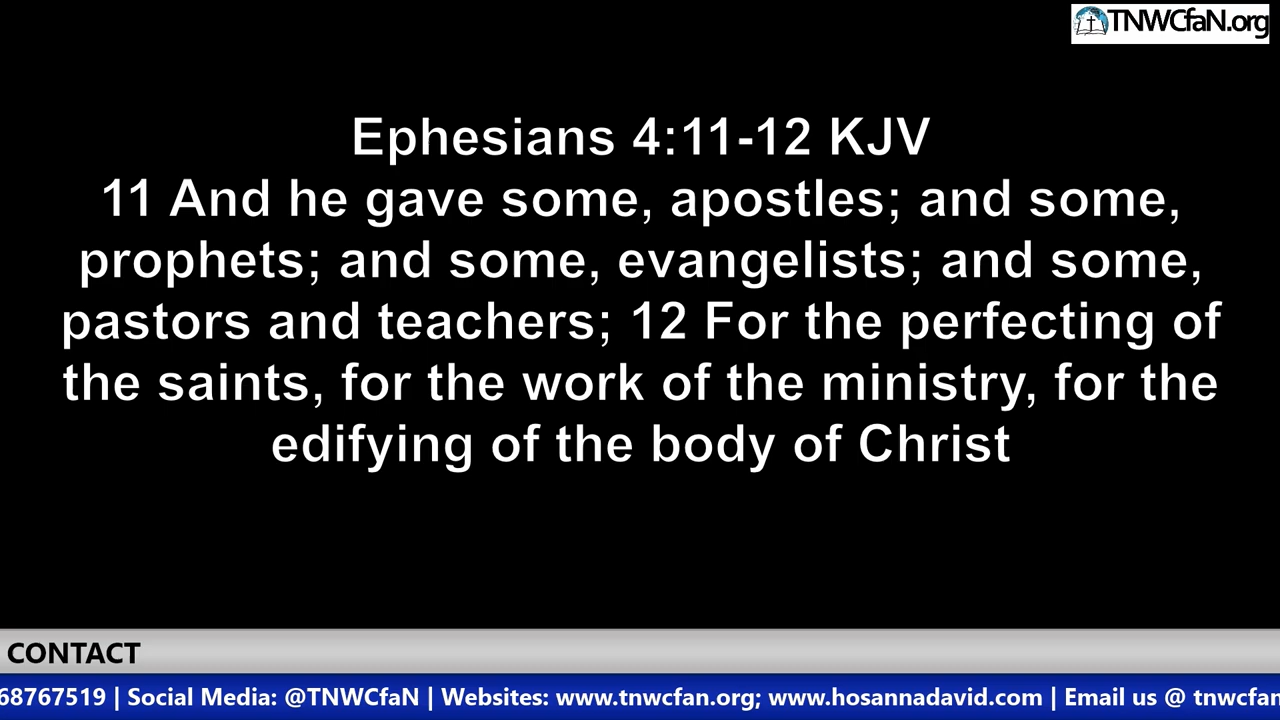 TNWCfaN.org
Ephesians 4:11-12 KJV
11 And he gave some, apostles; and some,
prophets; and some, evangelists; and some,
pastors and teachers; 12 For the perfecting of
the saints, for the work of the ministry, for the
edifying of the body of Christ
CONTACT
68767519 | Social Media: @TNWCfaN | Websites: www.tnwcfan.org; www.hosannadavid.com | Email us @ tnwcfan